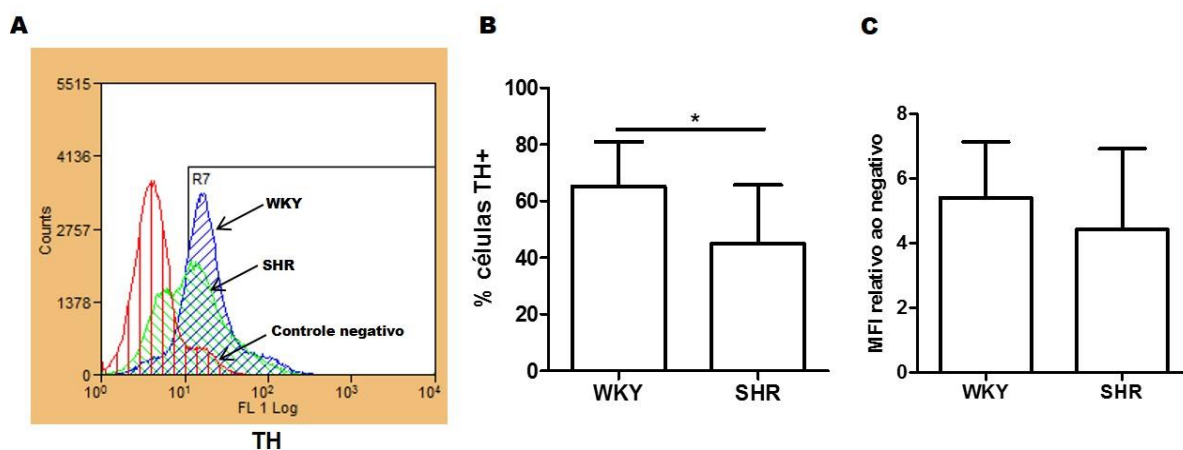 A
5515
4136
2757
1378
0
Counts
R7
WKY
SHR
Controle negativo
10⁰
10¹
10²
10³
10⁴
FL 1 Log
TH
B
100
80
60
40
20
0
% células TH+
*
WKY
SHR
C
8
6
4
2
0
MFI relativo ao negativo
WKY
SHR